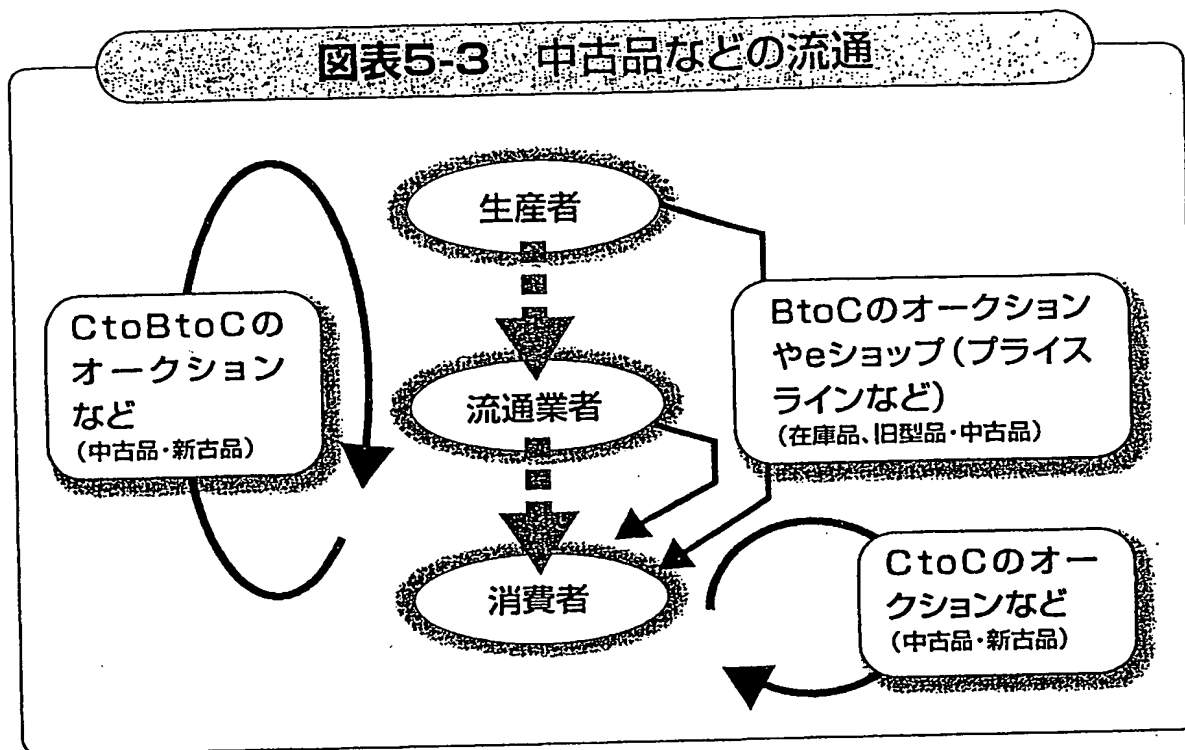 図表5-3 中古品などの流通
生産者
流通業者
消費者
CtoBtoCの
オークション
など
(中古品・新古品)
BtoCのオークション
やeショップ(プライス
ラインなど)
(在庫品、旧型品・中古品)
CtoCのオー
クションなど
(中古品・新古品)